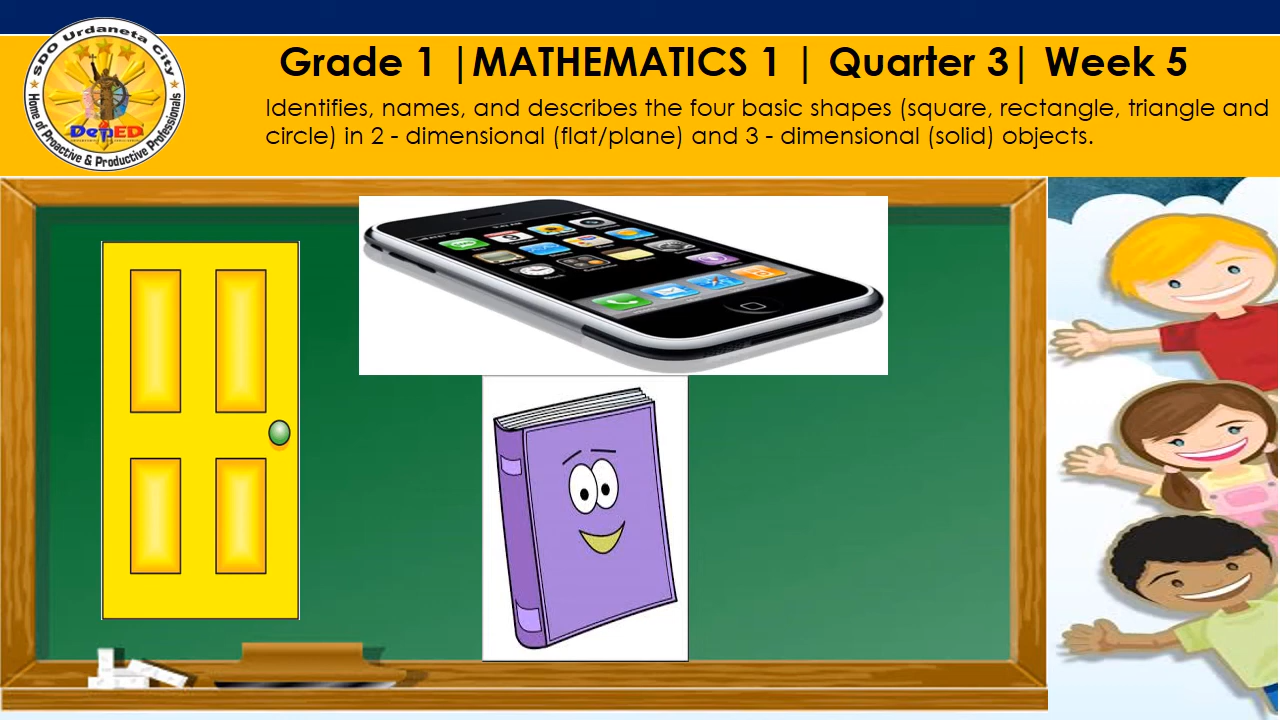 Grade 1 |MATHEMATICS 1 | Quarter 3| Week 5
Identifies, names, and describes the four basic shapes (square, rectangle, triangle and
circle) in 2 - dimensional (flat/plane) and 3 - dimensional (solid) objects.
SDO Urdaneta City
DepED
Home of Proactive & Productive Professionals